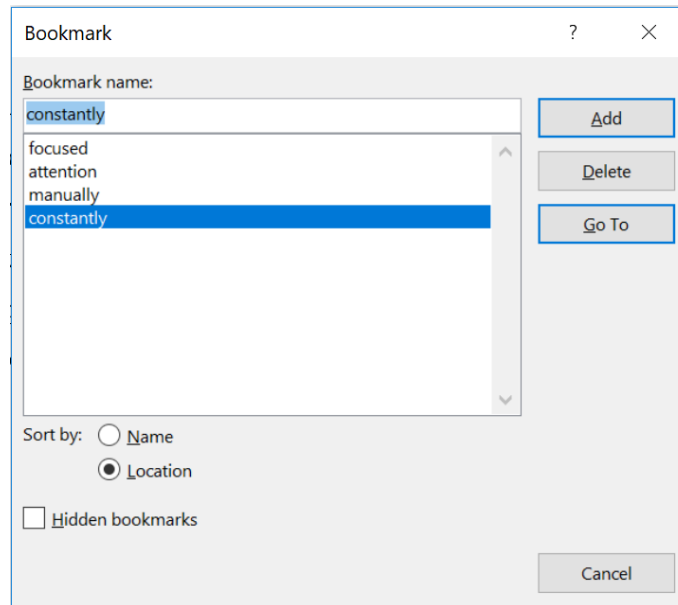 Bookmark
Bookmark name:
constantly
Add
focused
attention
manually
constantly
Delete
Go To
Sort by:
Name
Location
Hidden bookmarks
Cancel